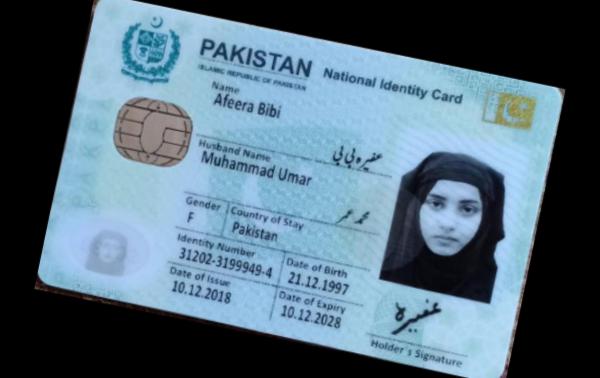 PAKISTAN National Identity Card
ISLAMIC REPUBLIC OF PAKISTAN
Name
Afeera Bibi
عفیرہ بی بی
Husband Name
Muhammad Umar
محمد عمر
Gender Country of Stay
F Pakistan
Identity Number Date of Birth
31202-3199949-4 21.12.1997
Date of Issue Date of Expiry
10.12.2018 10.12.2028
عفیرہ
Holder's Signature